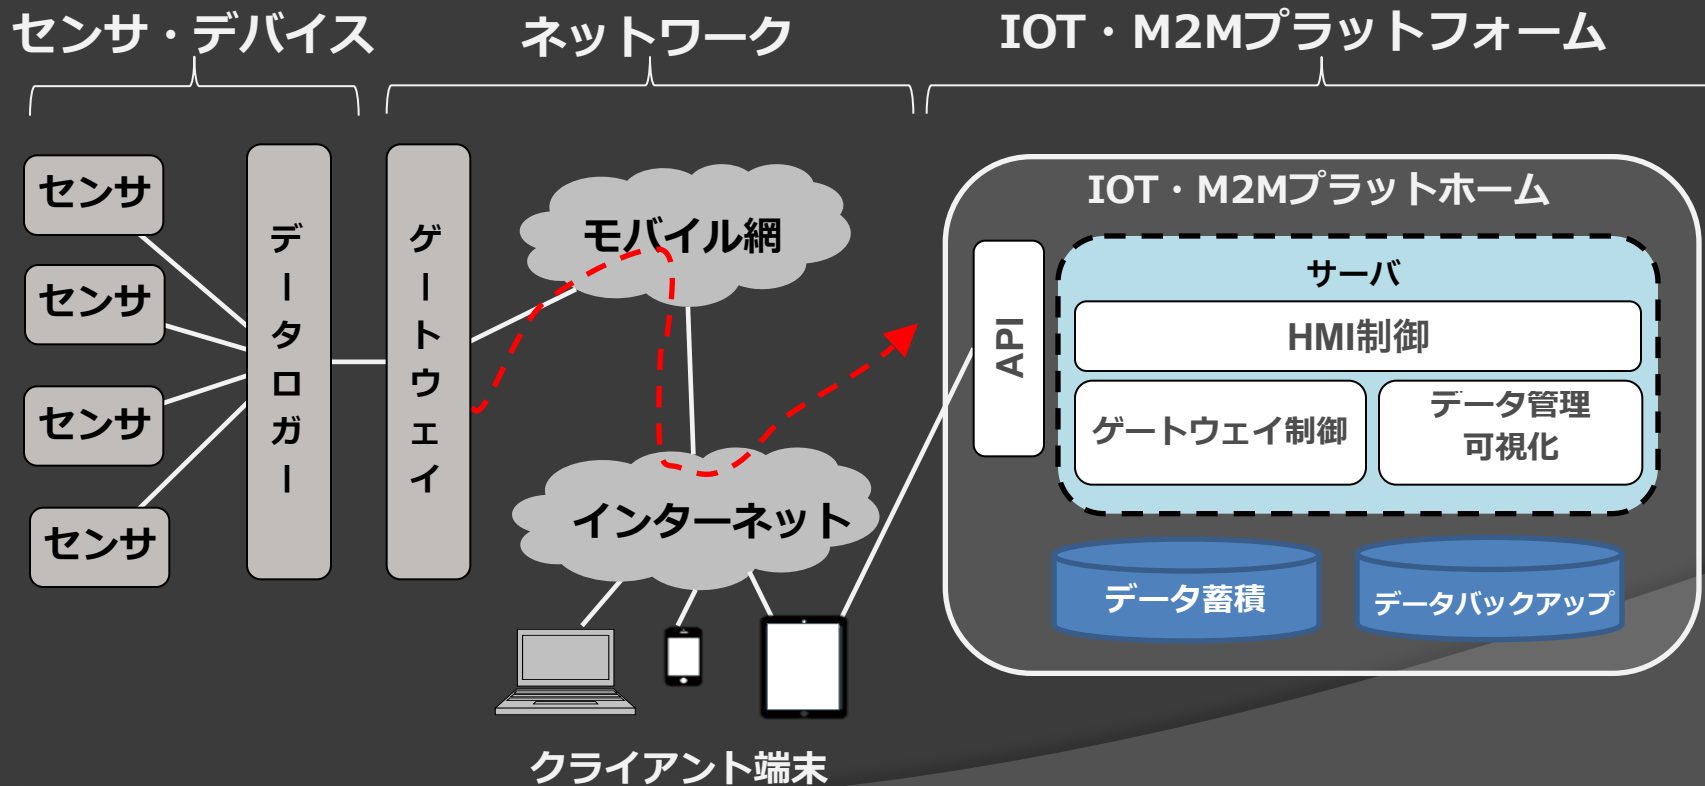 センサ・デバイス
ネットワーク
IOT・M2Mプラットフォーム
センサ
センサ
センサ
センサ
データロガー
ゲートウェイ
モバイル網
インターネット
クライアント端末
IOT・M2Mプラットホーム
API
サーバ
HMI制御
ゲートウェイ制御
データ管理
可視化
データ蓄積
データバックアップ